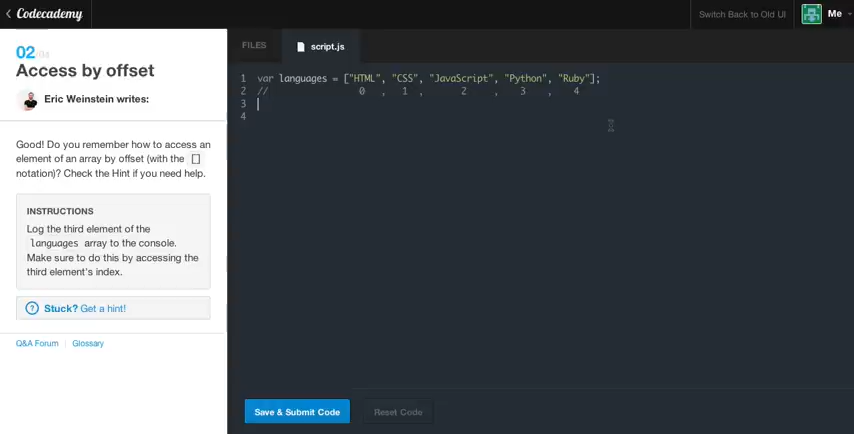 Codecademy
Switch Back to Old UI
Me
02/04
Access by offset
Eric Weinstein writes:
Good! Do you remember how to access an
element of an array by offset (with the []
notation)? Check the Hint if you need help.
INSTRUCTIONS
Log the third element of the
languages array to the console.
Make sure to do this by accessing the
third element's index.
? Stuck? Get a hint!
Q&A Forum | Glossary
FILES
script.js
1 var languages = ["HTML", "CSS", "JavaScript", "Python", "Ruby"];
2 // 0 , 1 , 2 , 3 , 4
3
4
Save & Submit Code
Reset Code